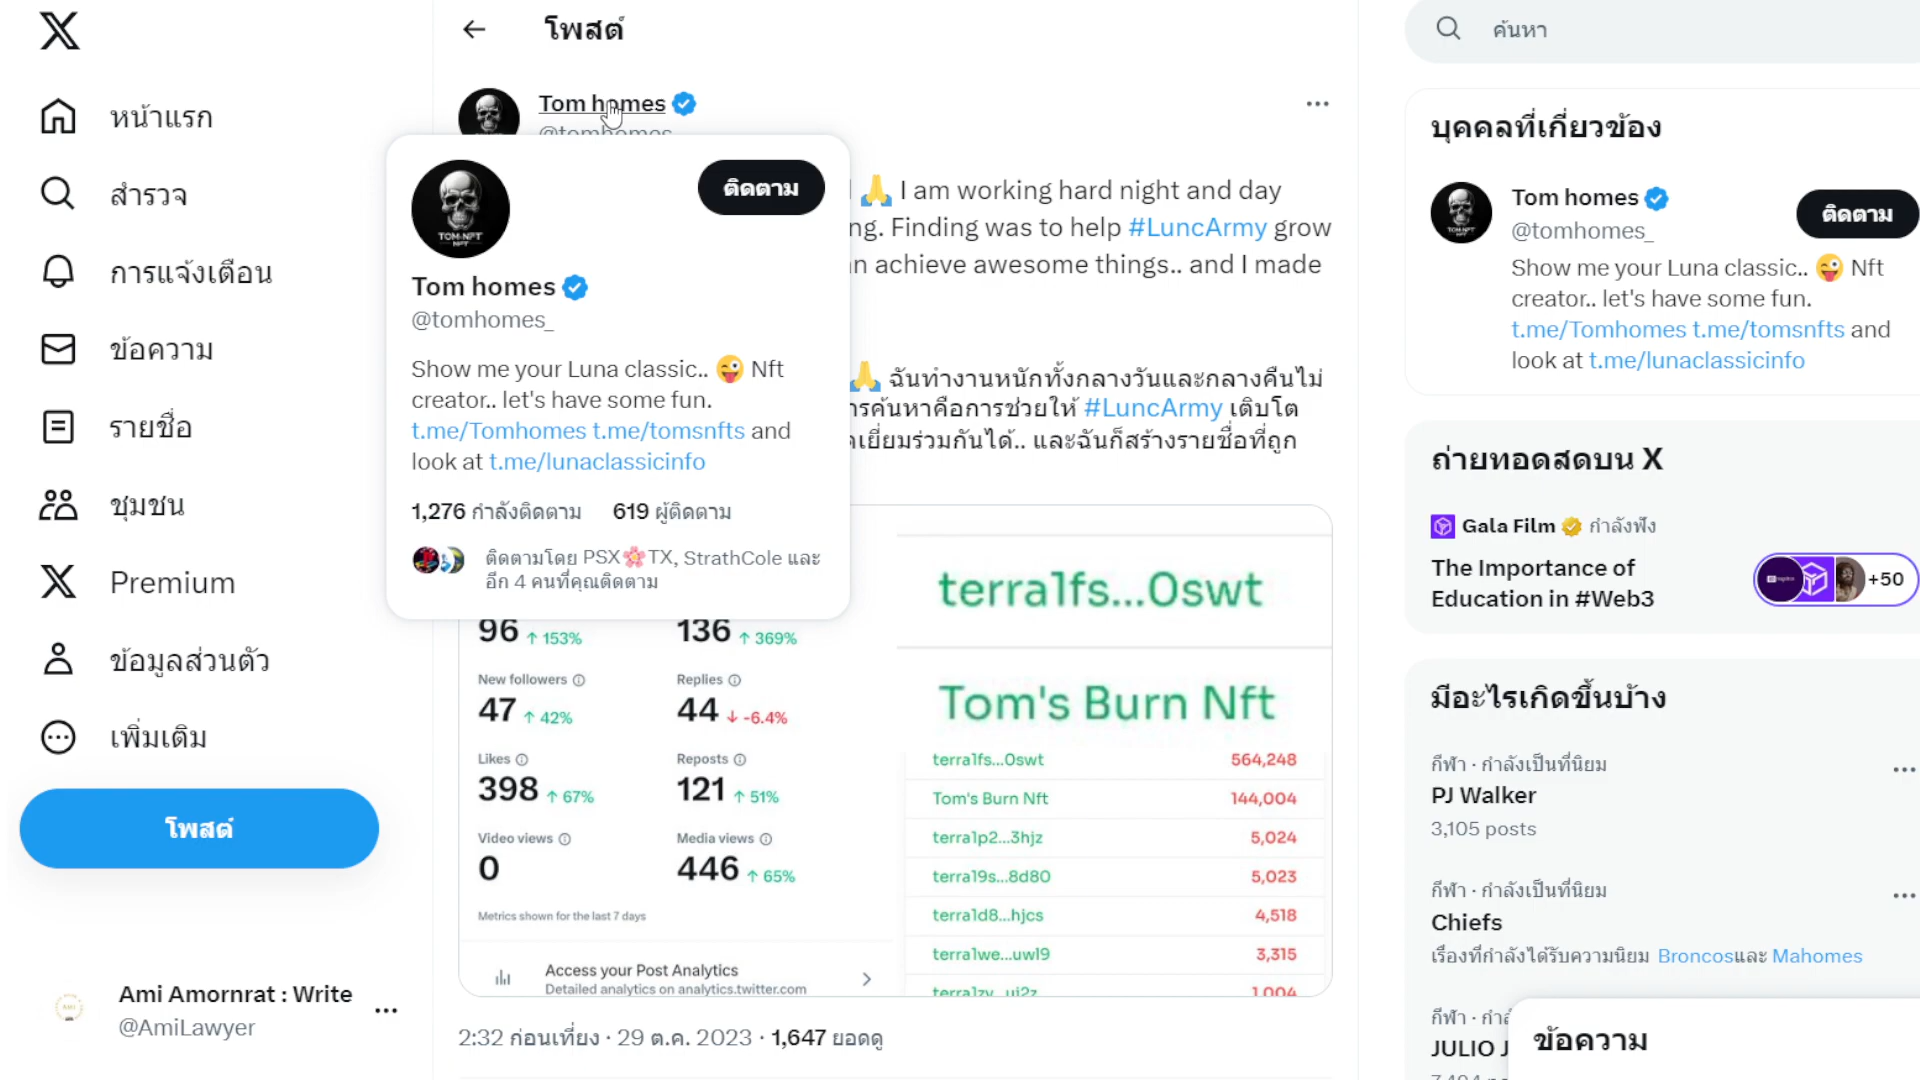 หน้าแรก
สำรวจ
การแจ้งเตือน
ข้อความ
รายชื่อ
ชุมชน
Premium
ข้อมูลส่วนตัว
เพิ่มเติม
โพสต์
Ami Amornrat : Write
@AmiLawyer
โพสต์
Tom homes
@tomhomes_
🙏 I am working hard night and day
Finding was to help #LuncArmy grow
achieve awesome things.. and I made
🙏 ฉันทำงานหนักทั้งกลางวันและกลางคืนไม่
ค้นหาคือการช่วยให้ #LuncArmy เติบโต
เยี่ยมร่วมกันได้.. และฉันก็สร้างรายชื่อที่ถูก
TOM-NFT
NFT
ติดตาม
Tom homes
@tomhomes_
Show me your Luna classic.. 😜 Nft
creator.. let's have some fun.
t.me/Tomhomes t.me/tomsnfts and
look at t.me/lunaclassicinfo
1,276 กำลังติดตาม 619 ผู้ติดตาม
ติดตามโดย PSX🌸TX, StrathCole และ
อีก 4 คนที่คุณติดตาม
96 ↑ 153% 136 ↑ 369%
New followers Replies
47 ↑ 42% 44 ↓ -6.4%
Likes Reposts
398 ↑ 67% 121 ↑ 51%
Video views Media views
0 446 ↑ 65%
Metrics shown for the last 7 days
Access your Post Analytics
Detailed analytics on analytics.twitter.com
terra1fs...0swt
Tom's Burn Nft
terra1fs...0swt 564,248
Tom's Burn Nft 144,004
terra1p2...3hjz 5,024
terra19s...8d80 5,023
terra1d8...hjcs 4,518
terra1we...uwl9 3,315
terra1zy...uj2z 1,004
2:32 ก่อนเที่ยง · 29 ต.ค. 2023 · 1,647 ยอดดู
ค้นหา
บุคคลที่เกี่ยวข้อง
Tom homes
@tomhomes_
ติดตาม
Show me your Luna classic.. 😜 Nft
creator.. let's have some fun.
t.me/Tomhomes t.me/tomsnfts and
look at t.me/lunaclassicinfo
ถ่ายทอดสดบน X
Gala Film กำลังฟัง
The Importance of
Education in #Web3
+50
มีอะไรเกิดขึ้นบ้าง
กีฬา · กำลังเป็นที่นิยม
PJ Walker
3,105 posts
กีฬา · กำลังเป็นที่นิยม
Chiefs
เรื่องที่กำลังได้รับความนิยม Broncosและ Mahomes
กีฬา ·
JULIO
ข้อความ